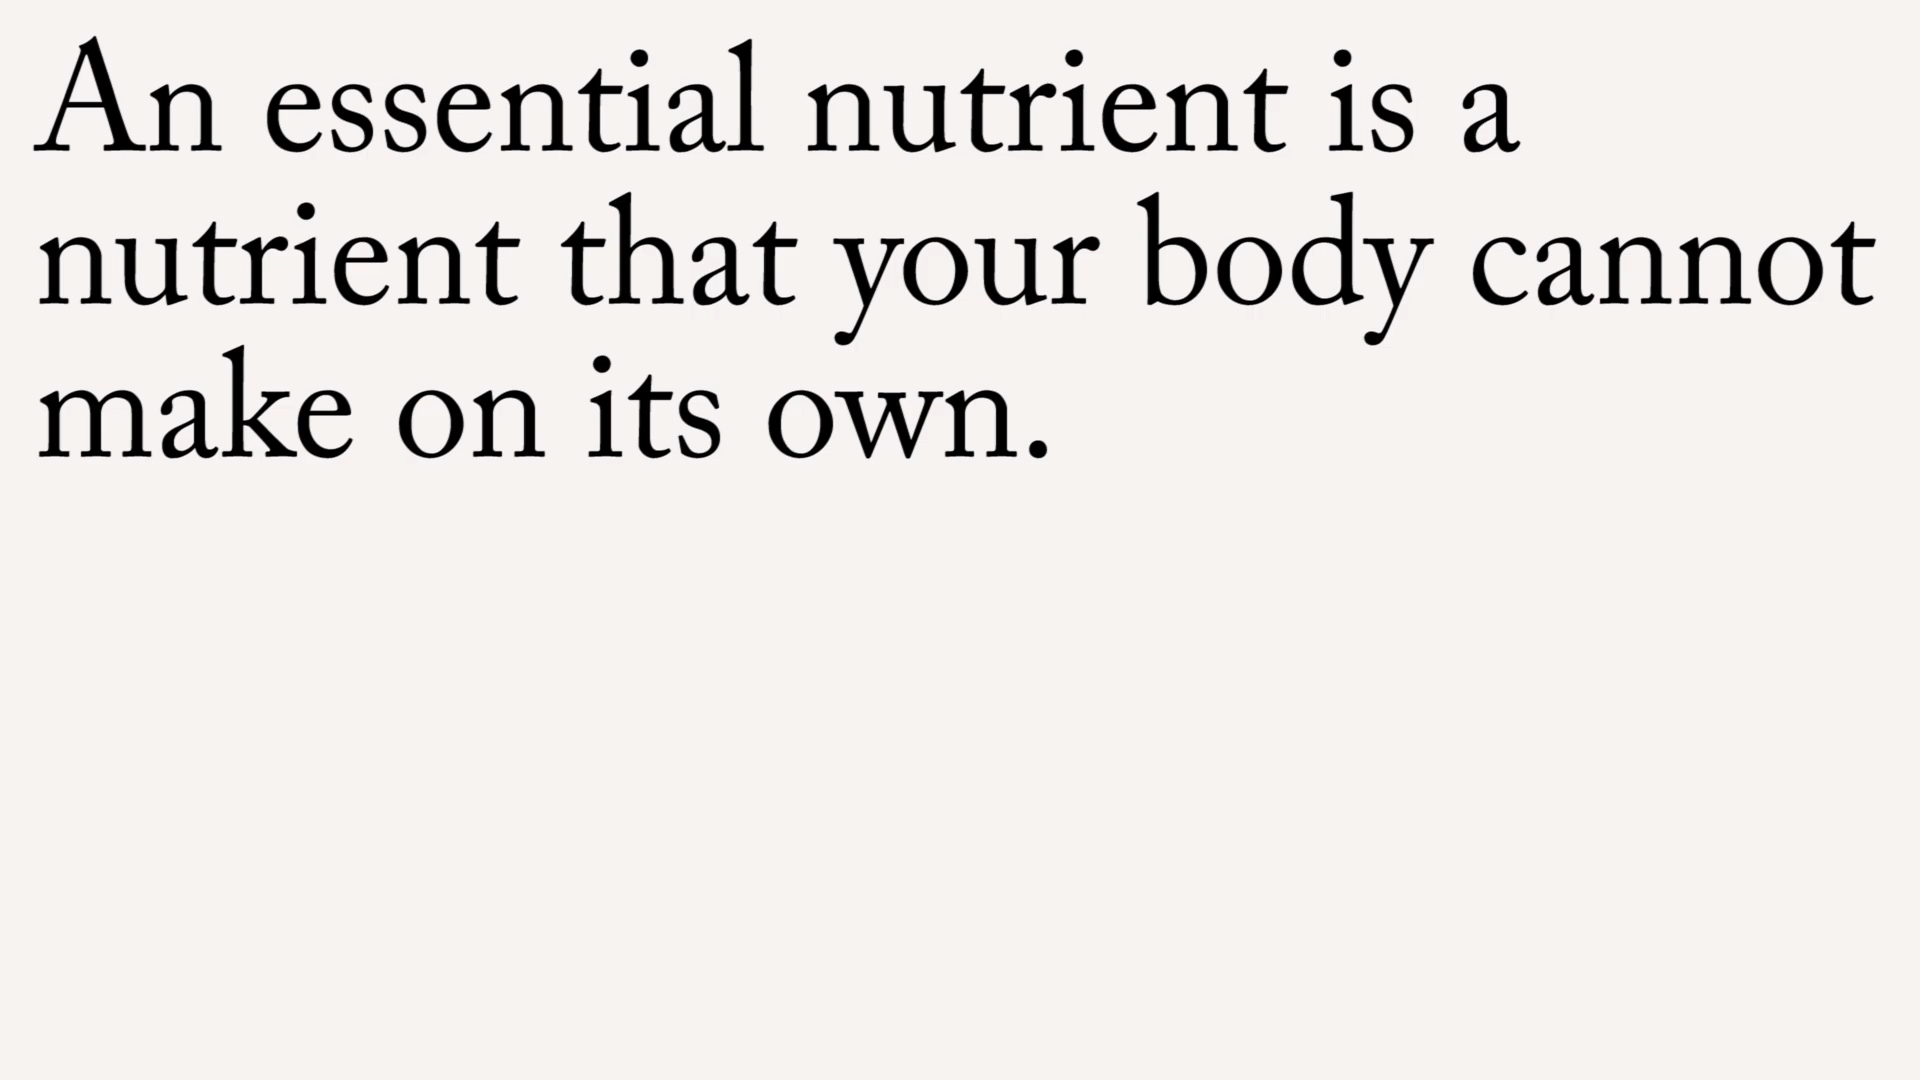 An essential nutrient is a
nutrient that your body cannot
make on its own.